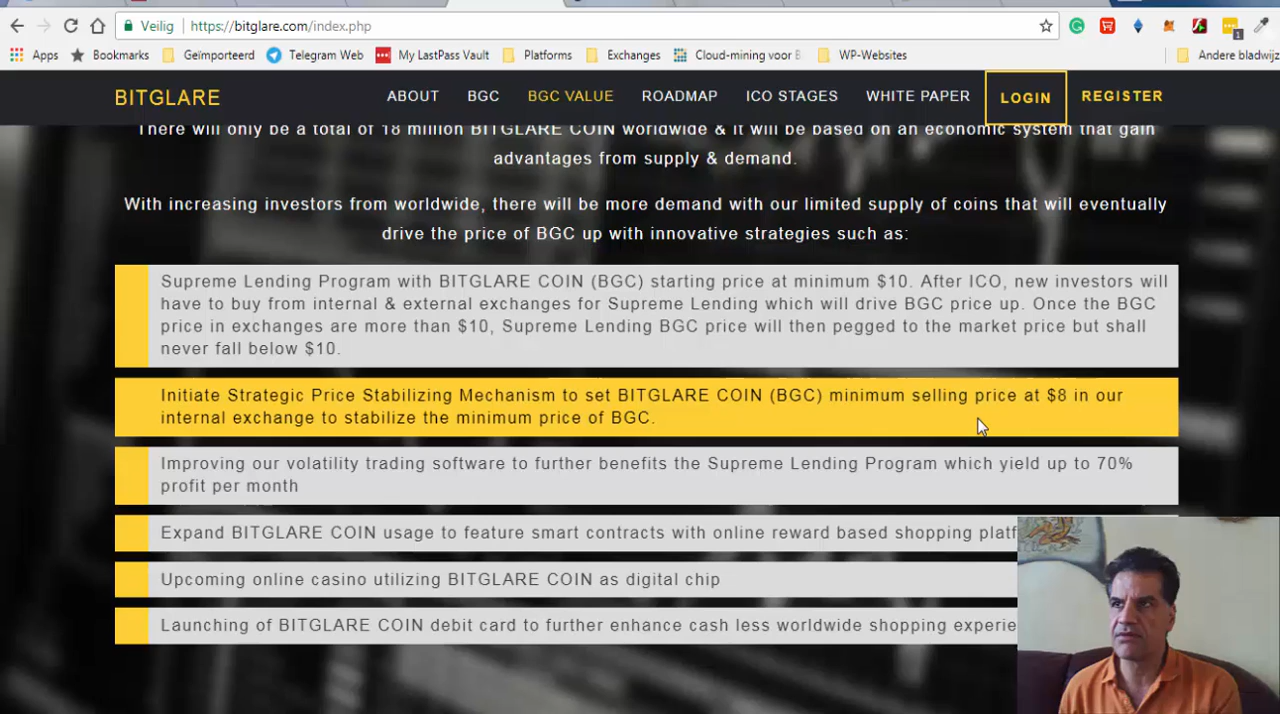 Veilig https://bitglare.com/index.php
Apps Bookmarks Geïmporteerd Telegram Web My LastPass Vault Platforms Exchanges Cloud-mining voor WP-Websites Andere bladwijz
BITGLARE ABOUT BGC BGC VALUE ROADMAP ICO STAGES WHITE PAPER LOGIN REGISTER
There will only be a total of 18 million BITGLARE COIN worldwide & it will be based on an economic system that gain
advantages from supply & demand.
With increasing investors from worldwide, there will be more demand with our limited supply of coins that will eventually
drive the price of BGC up with innovative strategies such as:
Supreme Lending Program with BITGLARE COIN (BGC) starting price at minimum $10. After ICO, new investors will
have to buy from internal & external exchanges for Supreme Lending which will drive BGC price up. Once the BGC
price in exchanges are more than $10, Supreme Lending BGC price will then pegged to the market price but shall
never fall below $10.
Initiate Strategic Price Stabilizing Mechanism to set BITGLARE COIN (BGC) minimum selling price at $8 in our
internal exchange to stabilize the minimum price of BGC.
Improving our volatility trading software to further benefits the Supreme Lending Program which yield up to 70%
profit per month
Expand BITGLARE COIN usage to feature smart contracts with online reward based shopping platf
Upcoming online casino utilizing BITGLARE COIN as digital chip
Launching of BITGLARE COIN debit card to further enhance cash less worldwide shopping experie